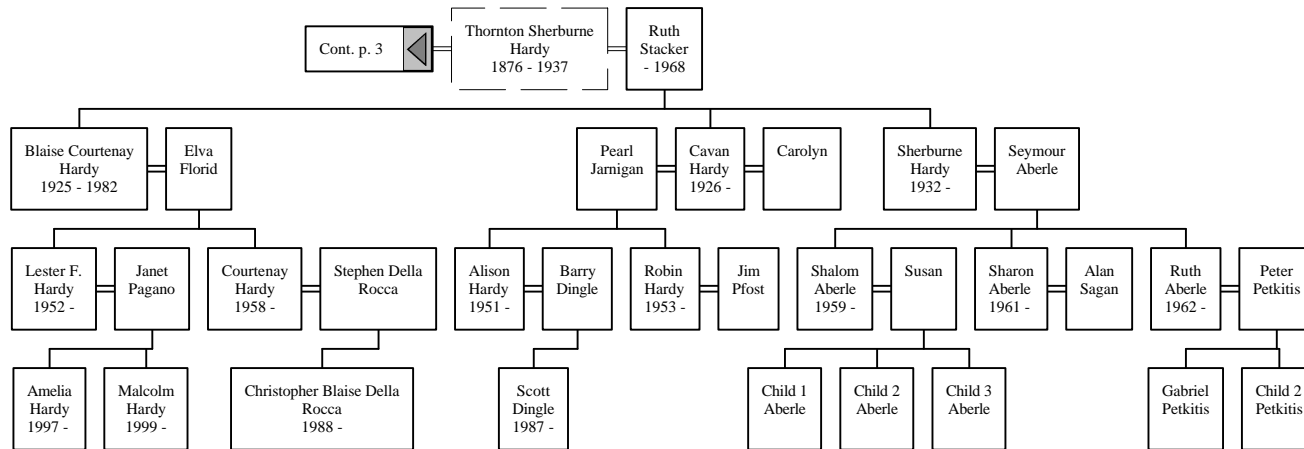 Cont. p. 3
Thornton Sherburne
Hardy
1876 - 1937
Ruth
Stacker
- 1968
Blaise Courtenay
Hardy
1925 - 1982
Elva
Florid
Pearl
Jarnigan
Cavan
Hardy
1926 -
Carolyn
Sherburne
Hardy
1932 -
Seymour
Aberle
Lester F.
Hardy
1952 -
Janet
Pagano
Courtenay
Hardy
1958 -
Stephen Della
Rocca
Alison
Hardy
1951 -
Barry
Dingle
Robin
Hardy
1953 -
Jim
Pfost
Shalom
Aberle
1959 -
Susan
Sharon
Aberle
1961 -
Alan
Sagan
Ruth
Aberle
1962 -
Peter
Petkitis
Amelia
Hardy
1997 -
Malcolm
Hardy
1999 -
Christopher Blaise Della
Rocca
1988 -
Scott
Dingle
1987 -
Child 1
Aberle
Child 2
Aberle
Child 3
Aberle
Gabriel
Petkitis
Child 2
Petkitis